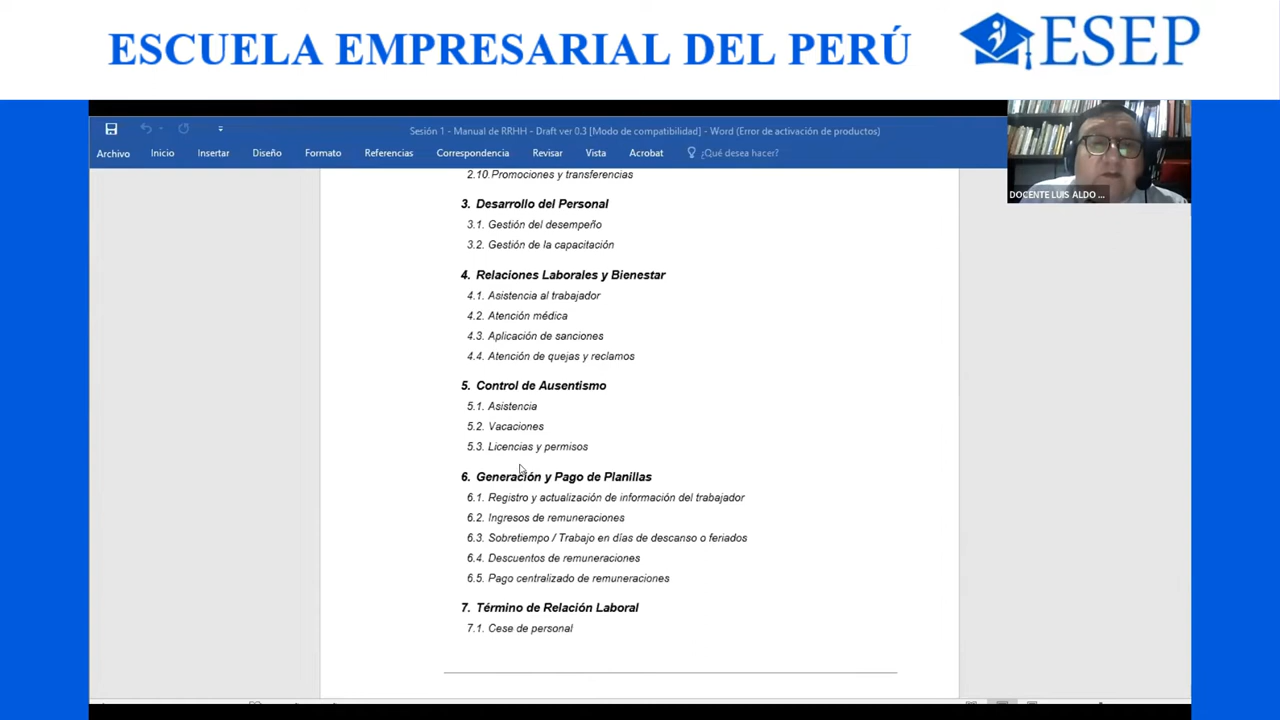 ESCUELA EMPRESARIAL DEL PERÚ
ESEP
Sesión 1 - Manual de RRHH - Draft ver 0.3 [Modo de compatibilidad] - Word (Error de activación de productos)
Archivo Inicio Insertar Diseño Formato Referencias Correspondencia Revisar Vista Acrobat ¿Qué desea hacer?
DOCENTE LUIS ALDO ...
2.10.Promociones y transferencias
3. Desarrollo del Personal
3.1. Gestión del desempeño
3.2. Gestión de la capacitación
4. Relaciones Laborales y Bienestar
4.1. Asistencia al trabajador
4.2. Atención médica
4.3. Aplicación de sanciones
4.4. Atención de quejas y reclamos
5. Control de Ausentismo
5.1. Asistencia
5.2. Vacaciones
5.3. Licencias y permisos
6. Generación y Pago de Planillas
6.1. Registro y actualización de información del trabajador
6.2. Ingresos de remuneraciones
6.3. Sobretiempo / Trabajo en días de descanso o feriados
6.4. Descuentos de remuneraciones
6.5. Pago centralizado de remuneraciones
7. Término de Relación Laboral
7.1. Cese de personal